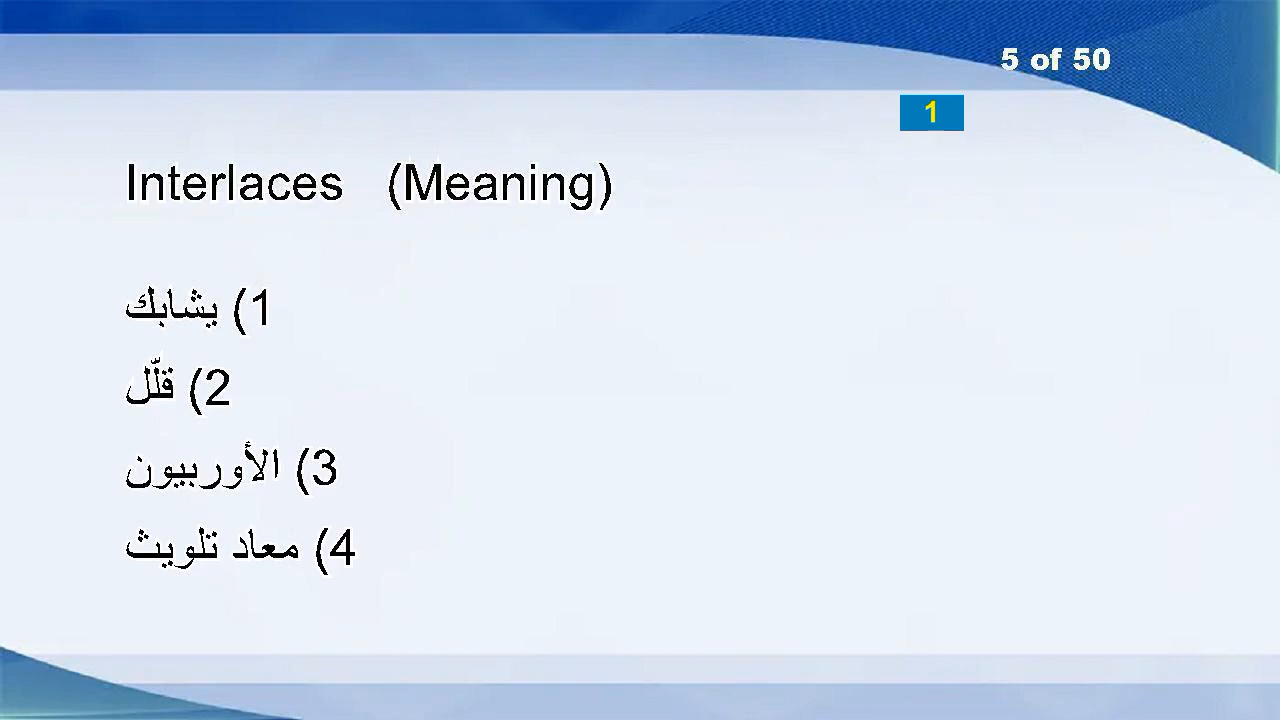 5 of 50
1
Interlaces (Meaning)
1) يشابك
2) قلّل
3) الأوربيون
4) معاد تلويث